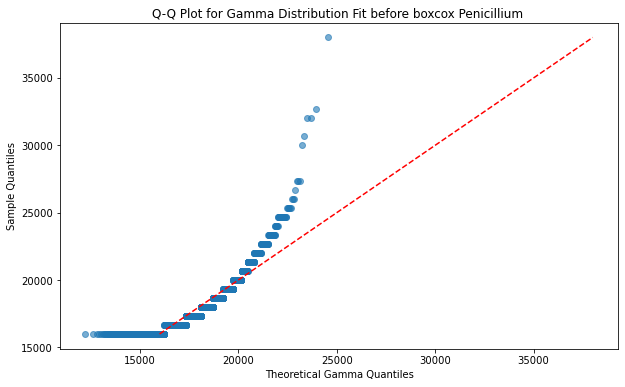 Q-Q Plot for Gamma Distribution Fit before boxcox Penicillium
Sample Quantiles
35000
30000
25000
20000
15000
15000 20000 25000 30000 35000
Theoretical Gamma Quantiles